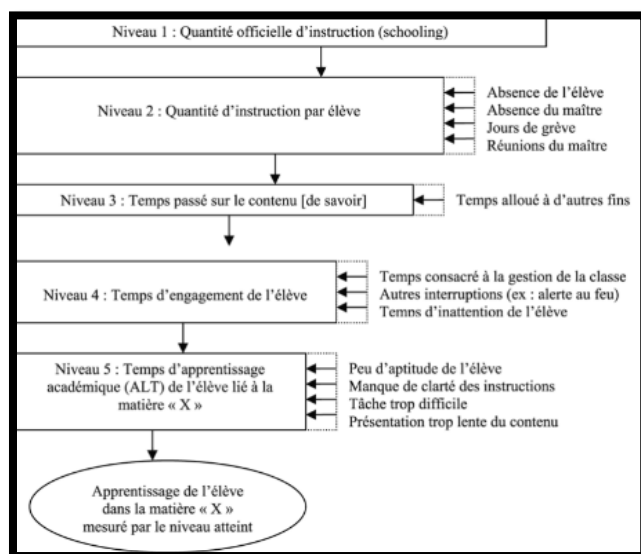 Niveau 1 : Quantité officielle d'instruction (schooling)
Niveau 2 : Quantité d'instruction par élève
Absence de l'élève
Absence du maître
Jours de grève
Réunions du maître
Niveau 3 : Temps passé sur le contenu [de savoir]
Temps alloué à d'autres fins
Niveau 4 : Temps d'engagement de l'élève
Temps consacré à la gestion de la classe
Autres interruptions (ex : alerte au feu)
Temns d'inattention de l'élève
Niveau 5 : Temps d'apprentissage
académique (ALT) de l'élève lié à la
matière « X »
Peu d'aptitude de l'élève
Manque de clarté des instructions
Tâche trop difficile
Présentation trop lente du contenu
Apprentissage de l'élève
dans la matière « X »
mesuré par le niveau atteint